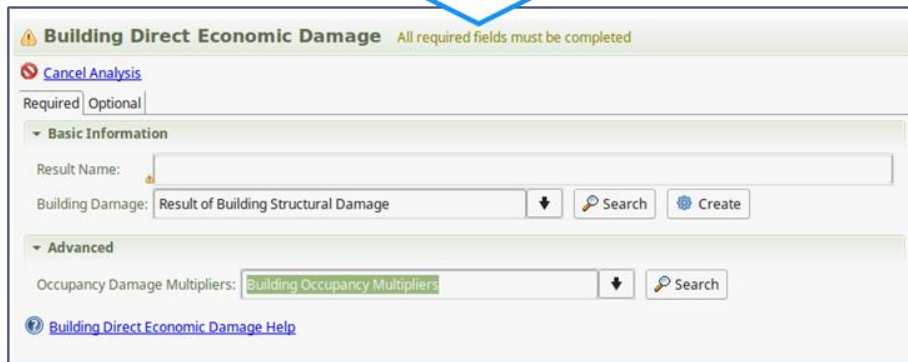 Building Direct Economic Damage All required fields must be completed
Cancel Analysis
Required Optional
Basic Information
Result Name:
Building Damage: Result of Building Structural Damage Search Create
Advanced
Occupancy Damage Multipliers: Building Occupancy Multipliers Search
Building Direct Economic Damage Help